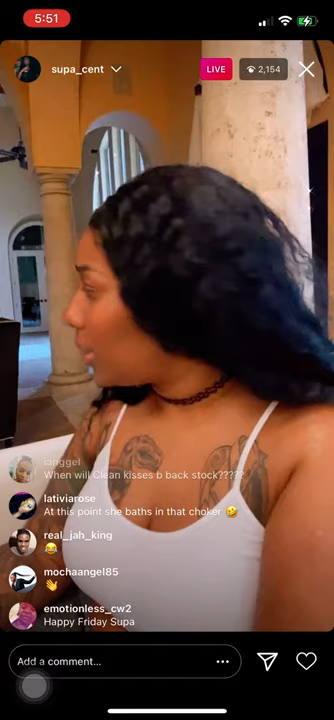 5:51
supa_cent
LIVE
2,154
ianggel
When will Clean kisses b back stock?????
lativiarose
At this point she baths in that choker 🤣
real_jah_king
😂
mochaangel85
👋
emotionless_cw2
Happy Friday Supa
Add a comment...